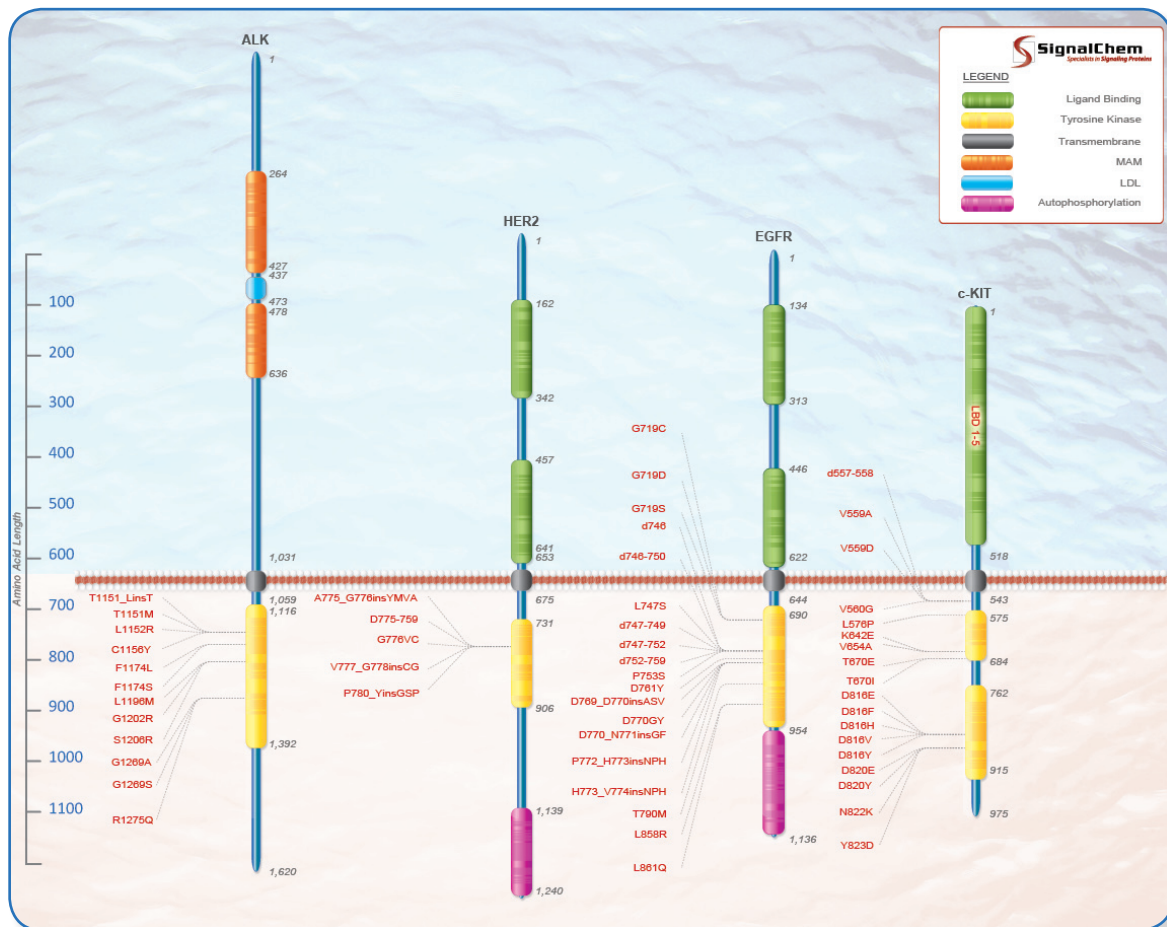 ALK
1
264
427
437
473
478
636
1,031
1,059
1,116
1,392
1,620
T1151_LinsT
T1151M
L1152R
C1156Y
F1174L
F1174S
L1196M
G1202R
S1206R
G1269A
G1269S
R1275Q
HER2
1
162
342
457
641
653
675
731
906
1,139
1,240
A775_G776insYMVA
D775-759
G776VC
V777_G778insCG
P780_YinsGSP
EGFR
1
134
313
446
622
644
690
954
1,136
G719C
G719D
G719S
d746
d746-750
L747S
d747-749
d747-752
d752-759
P753S
D761Y
D769_D770insASV
D770GY
D770_N771insGF
P772_H773insNPH
H773_V774insNPH
T790M
L858R
L861Q
c-KIT
1
LBD 1-5
518
543
575
684
762
915
975
d557-558
V559A
V559D
V560G
L576P
K642E
V654A
T670E
T670I
D816E
D816F
D816H
D816V
D816Y
D820E
D820Y
N822K
Y823D
SignalChem
Specialists in Signaling Proteins
LEGEND
Ligand Binding
Tyrosine Kinase
Transmembrane
MAM
LDL
Autophosphorylation
Amino Acid Length
100
200
300
400
500
600
700
800
900
1000
1100